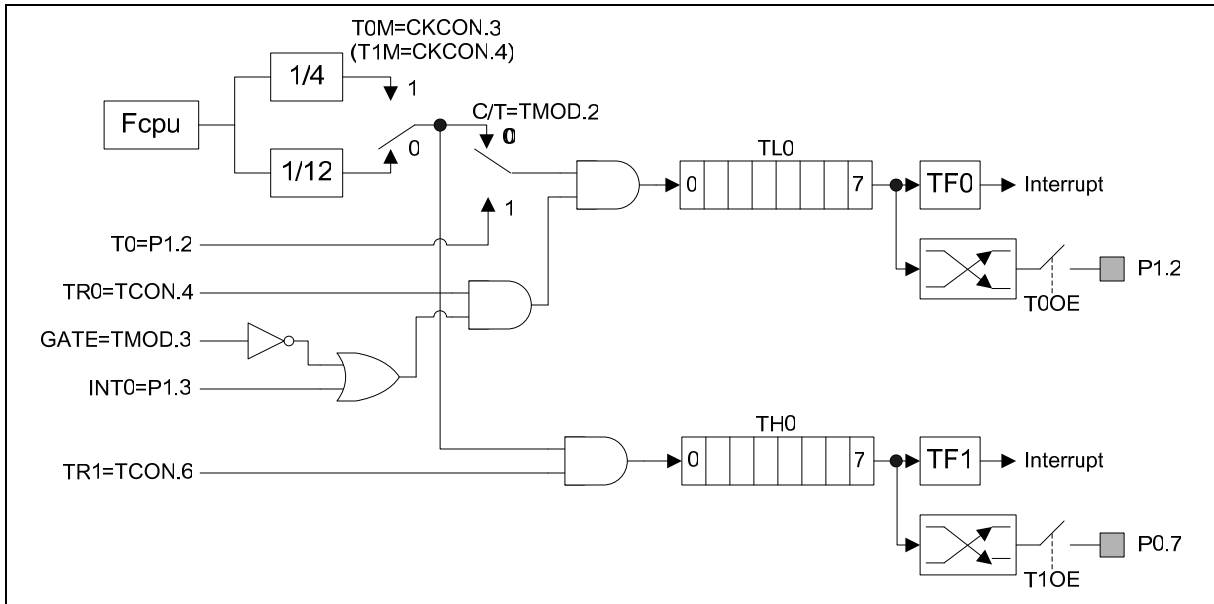 T0M=CKCON.3
(T1M=CKCON.4)
1/4
1
C/T=TMOD.2
0
Fcpu
0
1/12
TL0
0 7
TF0
Interrupt
1
T0=P1.2
P1.2
T0OE
TR0=TCON.4
GATE=TMOD.3
INT0=P1.3
TH0
0 7
TF1
Interrupt
TR1=TCON.6
P0.7
T1OE